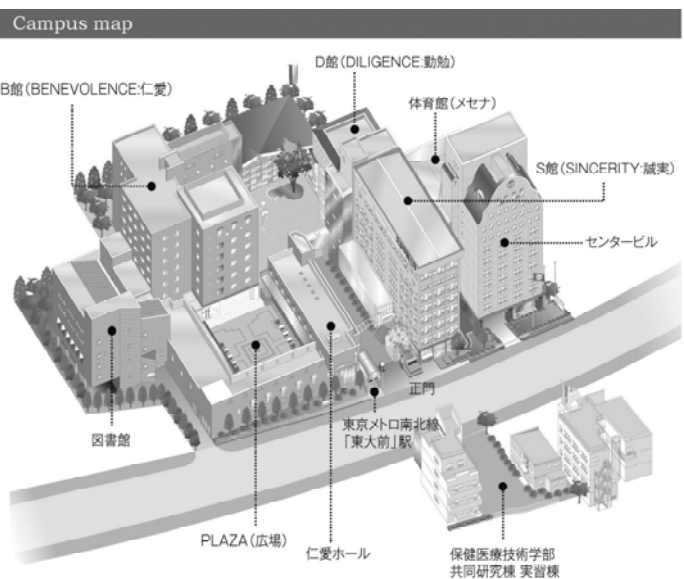 Campus map
D館(DILIGENCE:勤勉)
B館(BENEVOLENCE:仁愛)
体育館(メセナ)
S館(SINCERITY:誠実)
センタービル
正門
東京メトロ南北線
「東大前」駅
図書館
PLAZA(広場)
仁愛ホール
保健医療技術学部
共同研究棟 実習棟